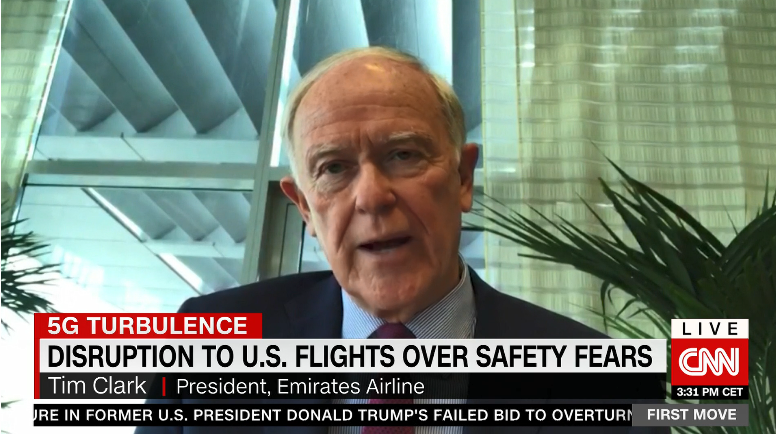 5G TURBULENCE
DISRUPTION TO U.S. FLIGHTS OVER SAFETY FEARS
Tim Clark | President, Emirates Airline
LIVE
CNN
3:31 PM CET
URE IN FORMER U.S. PRESIDENT DONALD TRUMP'S FAILED BID TO OVERTURN
FIRST MOVE